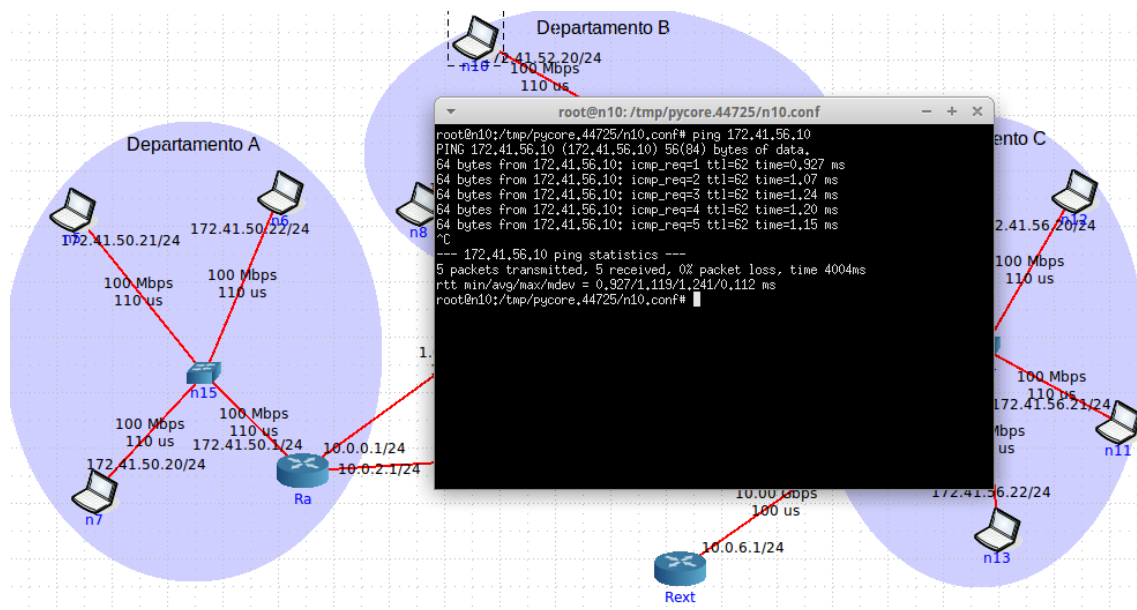 Departamento B
72.41.52.20/24
n10
100 Mbps
110 us
Departamento A
n5
172.41.50.21/24
n6
172.41.50.22/24
100 Mbps
110 us
100 Mbps
110 us
n15
100 Mbps
110 us
172.41.50.20/24
n7
100 Mbps
110 us
172.41.50.1/24
10.0.0.1/24
10.0.2.1/24
Ra
n8
1.
root@n10: /tmp/pycore.44725/n10.conf
root@n10:/tmp/pycore.44725/n10.conf# ping 172.41.56.10
PING 172.41.56.10 (172.41.56.10) 56(84) bytes of data.
64 bytes from 172.41.56.10: icmp_req=1 ttl=62 time=0.927 ms
64 bytes from 172.41.56.10: icmp_req=2 ttl=62 time=1.07 ms
64 bytes from 172.41.56.10: icmp_req=3 ttl=62 time=1.24 ms
64 bytes from 172.41.56.10: icmp_req=4 ttl=62 time=1.20 ms
64 bytes from 172.41.56.10: icmp_req=5 ttl=62 time=1.15 ms
^C
--- 172.41.56.10 ping statistics ---
5 packets transmitted, 5 received, 0% packet loss, time 4004ms
rtt min/avg/max/mdev = 0.927/1.119/1.241/0.112 ms
root@n10:/tmp/pycore.44725/n10.conf#
ento C
n12
2.41.56.20/24
100 Mbps
110 us
100 Mbps
110 us
172.41.56.21/24
n11
Mbps
us
172.41.56.22/24
n13
10.00 Gbps
100 us
10.0.6.1/24
Rext